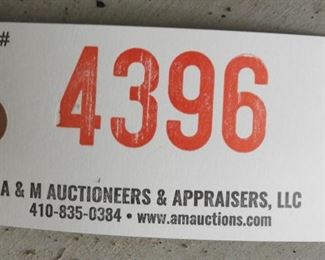 #
4396
A & M AUCTIONEERS & APPRAISERS, LLC
410-835-0384 • www.amauctions.com